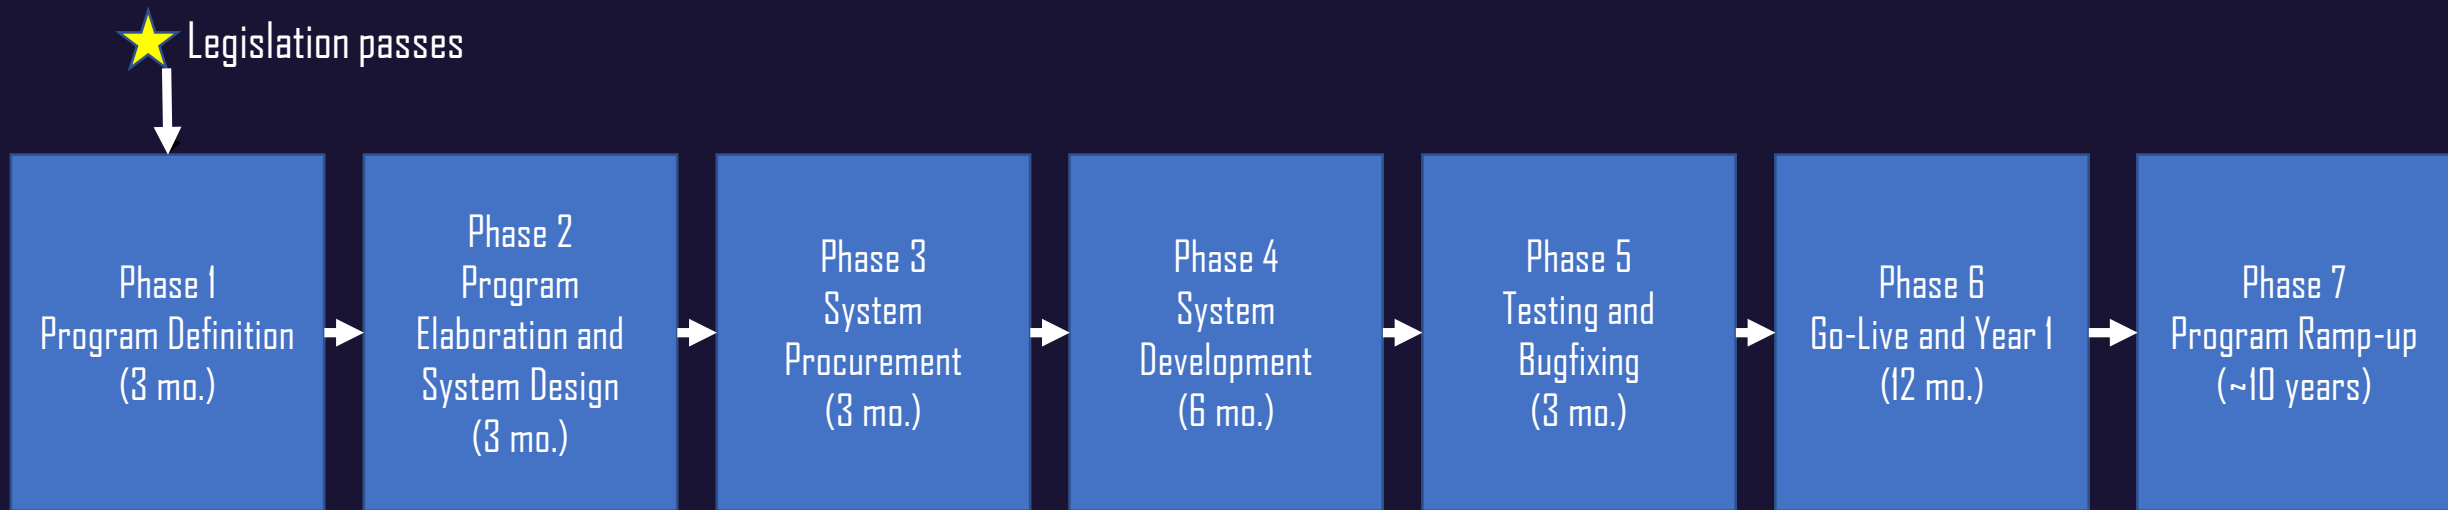 Legislation passes
Phase 1
Program Definition
(3 mo.)
Phase 2
Program
Elaboration and
System Design
(3 mo.)
Phase 3
System
Procurement
(3 mo.)
Phase 4
System
Development
(6 mo.)
Phase 5
Testing and
Bugfixing
(3 mo.)
Phase 6
Go-Live and Year 1
(12 mo.)
Phase 7
Program Ramp-up
(~10 years)